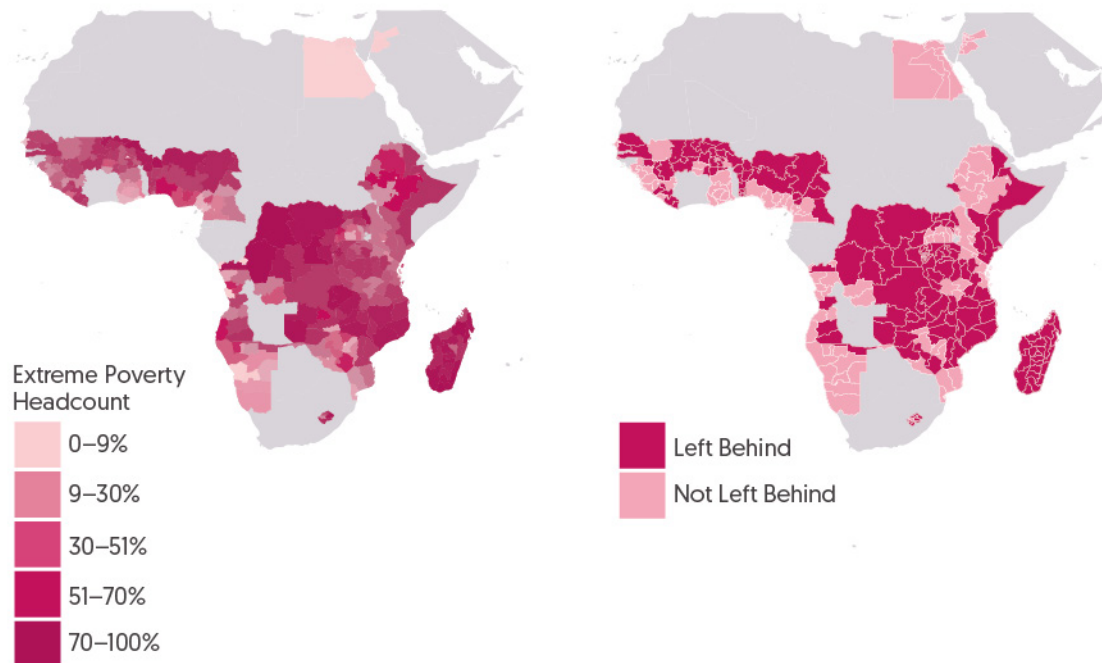 Extreme Poverty
Headcount
0–9%
9–30%
30–51%
51–70%
70–100%
Left Behind
Not Left Behind